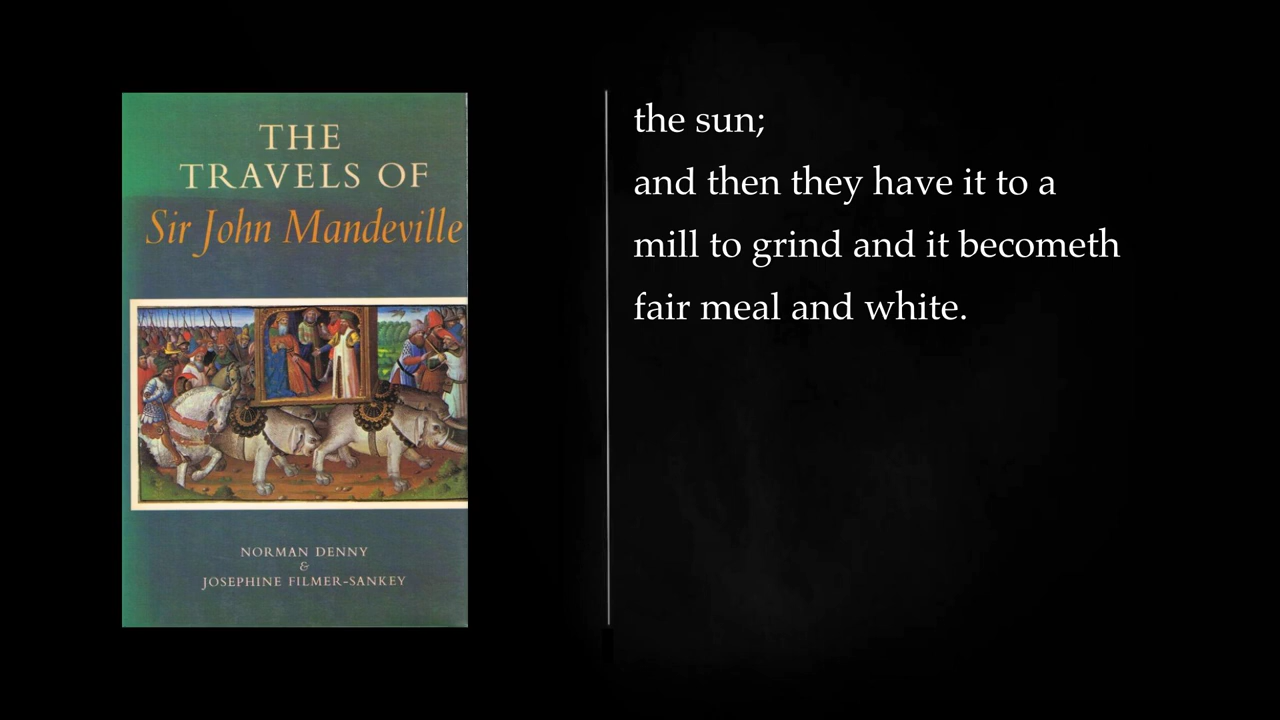 THE
TRAVELS OF
Sir John Mandeville
NORMAN DENNY
&
JOSEPHINE FILMER-SANKEY
the sun;
and then they have it to a
mill to grind and it becometh
fair meal and white.